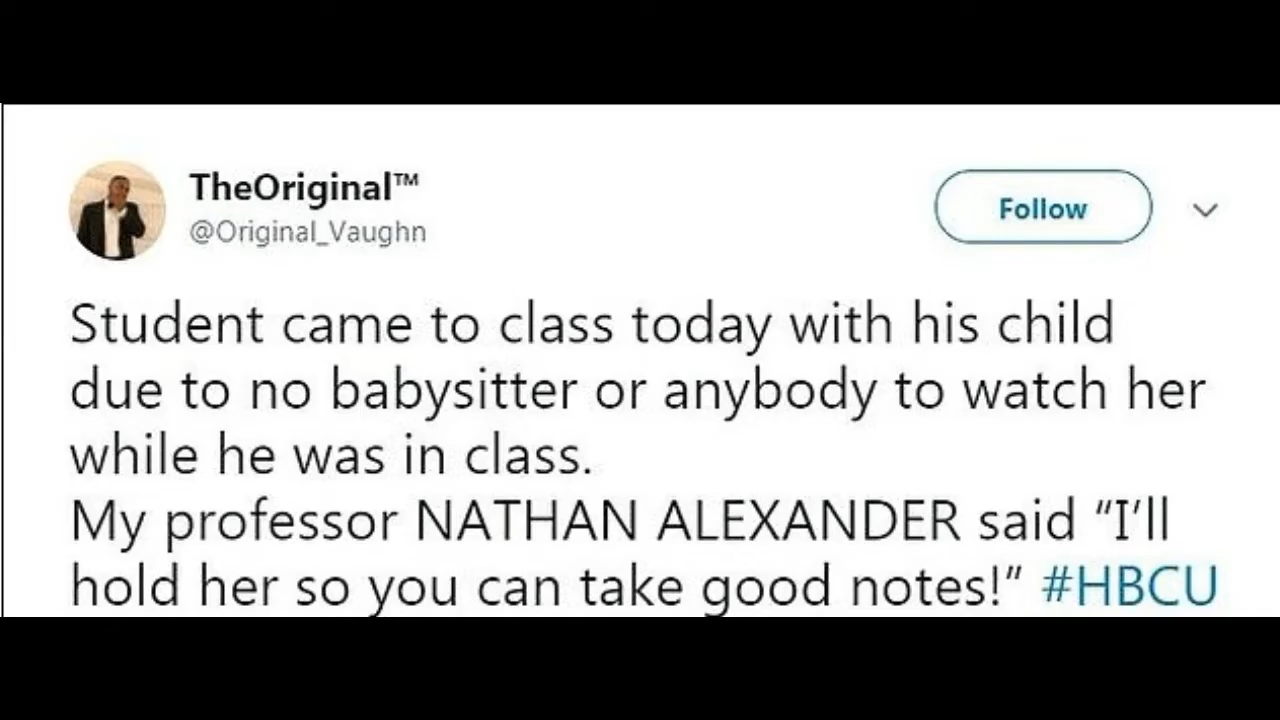 TheOriginal™
@Original_Vaughn
Follow
Student came to class today with his child
due to no babysitter or anybody to watch her
while he was in class.
My professor NATHAN ALEXANDER said "I'll
hold her so you can take good notes!" #HBCU